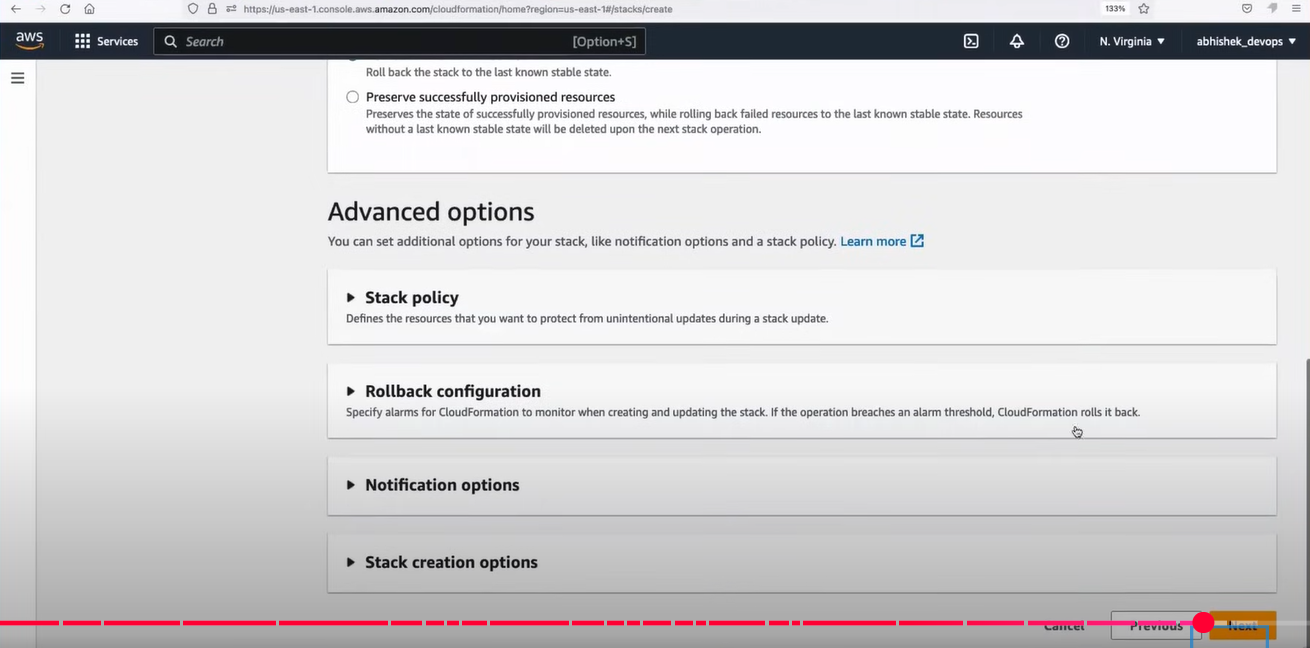 https://us-east-1.console.aws.amazon.com/cloudformation/home?region=us-east-1#/stacks/create
133%
aws
Services
Search
[Option+S]
N. Virginia
abhishek_devops
Roll back the stack to the last known stable state.
Preserve successfully provisioned resources
Preserves the state of successfully provisioned resources, while rolling back failed resources to the last known stable state. Resources
without a last known stable state will be deleted upon the next stack operation.
Advanced options
You can set additional options for your stack, like notification options and a stack policy. Learn more
Stack policy
Defines the resources that you want to protect from unintentional updates during a stack update.
Rollback configuration
Specify alarms for CloudFormation to monitor when creating and updating the stack. If the operation breaches an alarm threshold, CloudFormation rolls it back.
Notification options
Stack creation options
Cancel
Previous
Next